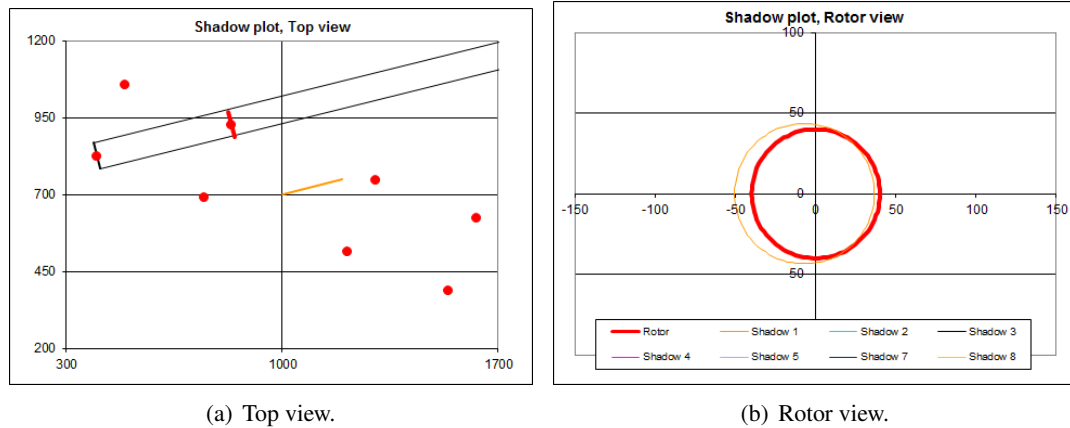 Shadow plot, Top view
1200
950
700
450
200
300 1000 1700
(a) Top view.
Shadow plot, Rotor view
100
50
0
-150 -100 -50 0 50 100 150
50
Rotor Shadow 1 Shadow 2 Shadow 3
Shadow 4 Shadow 5 Shadow 7 Shadow 8
(b) Rotor view.